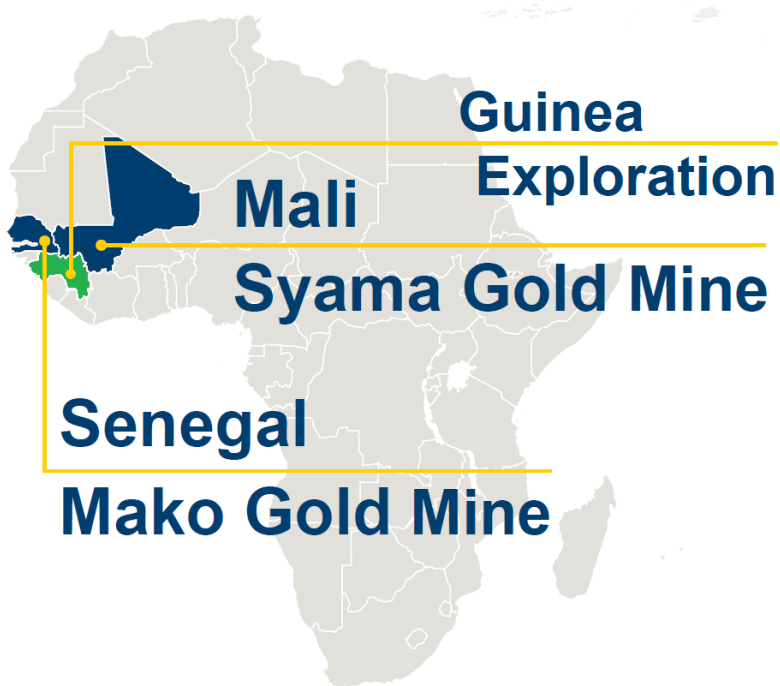 Guinea
Exploration
Mali
Syama Gold Mine
Senegal
Mako Gold Mine